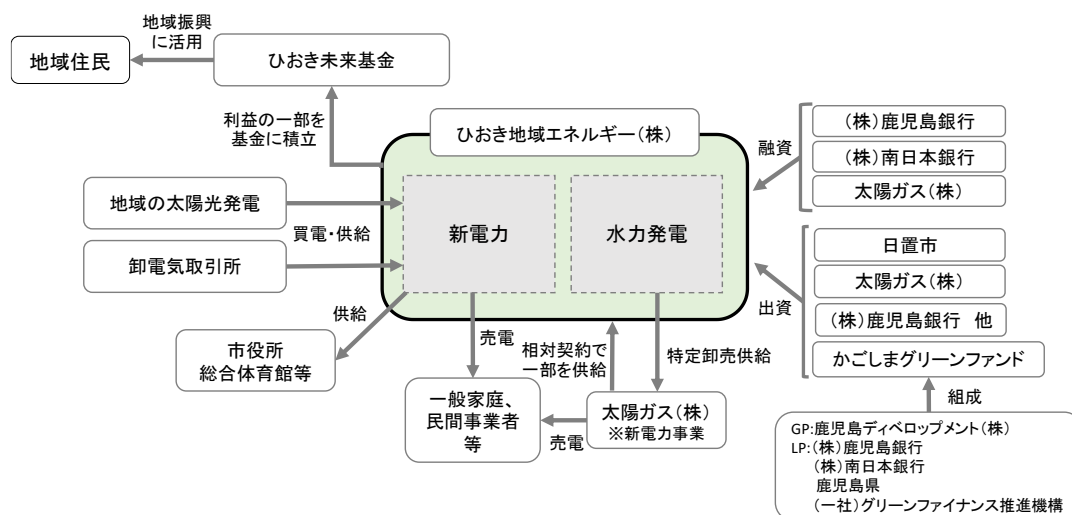 地域振興
に活用
地域住民
ひおき未来基金
利益の一部を
基金に積立
ひおき地域エネルギー(株)
地域の太陽光発電
買電・供給
卸電気取引所
新電力
水力発電
融資
(株)鹿児島銀行
(株)南日本銀行
太陽ガス(株)
出資
日置市
太陽ガス(株)
(株)鹿児島銀行 他
かごしまグリーンファンド
供給
市役所
総合体育館等
売電
相対契約で
一部を供給
特定卸売供給
一般家庭、
民間事業者
等
売電
太陽ガス(株)
※新電力事業
組成
GP:鹿児島ディベロップメント(株)
LP:(株)鹿児島銀行
(株)南日本銀行
鹿児島県
(一社)グリーンファイナンス推進機構